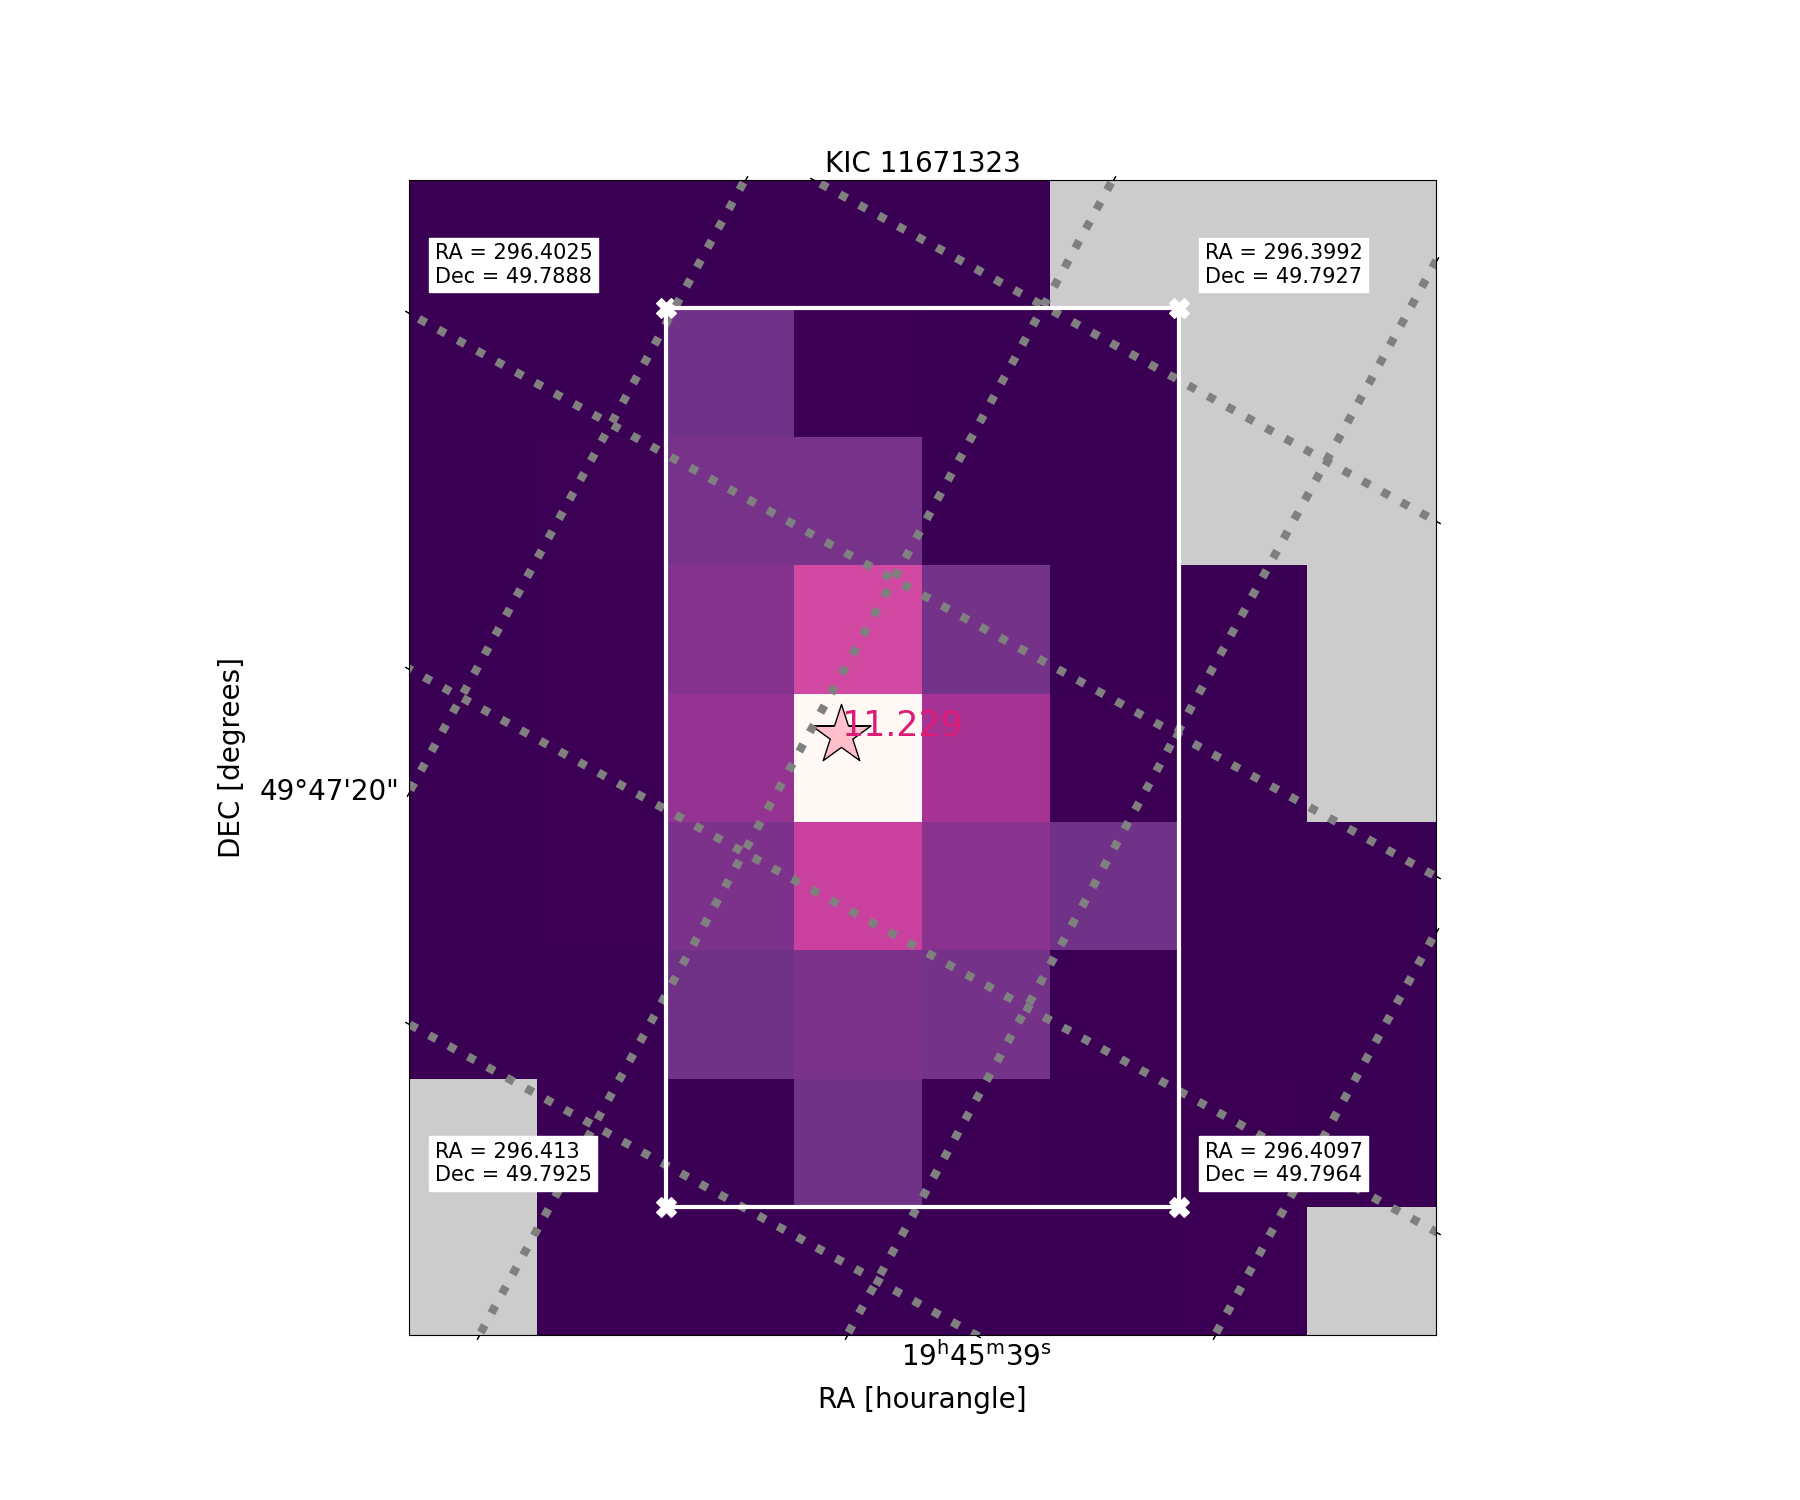 KIC 11671323
RA = 296.4025
Dec = 49.7888
RA = 296.3992
Dec = 49.7927
11.229
DEC [degrees]
49°47'20"
RA = 296.413
Dec = 49.7925
RA = 296.4097
Dec = 49.7964
19ʰ45ᵐ39ˢ
RA [hourangle]